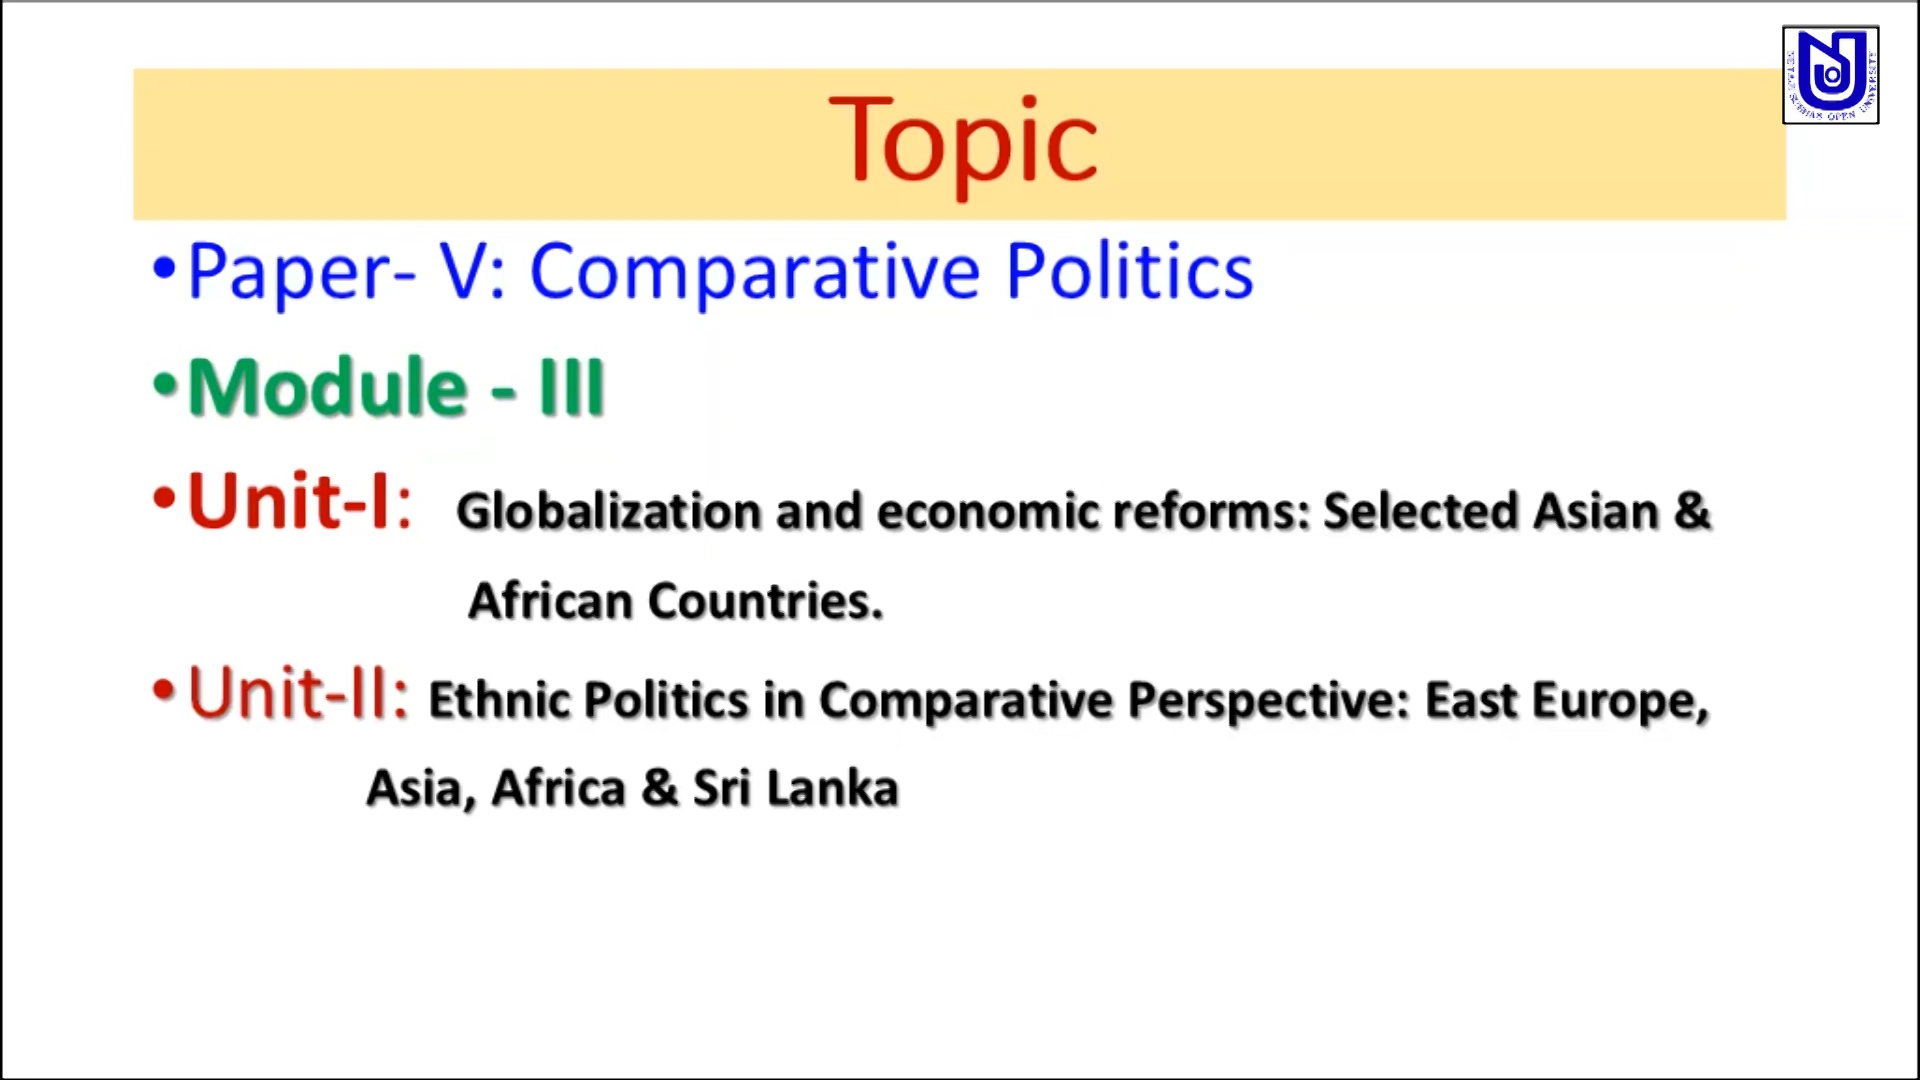 Topic
•Paper- V: Comparative Politics
•Module - III
•Unit-I: Globalization and economic reforms: Selected Asian &
African Countries.
•Unit-II: Ethnic Politics in Comparative Perspective: East Europe,
Asia, Africa & Sri Lanka